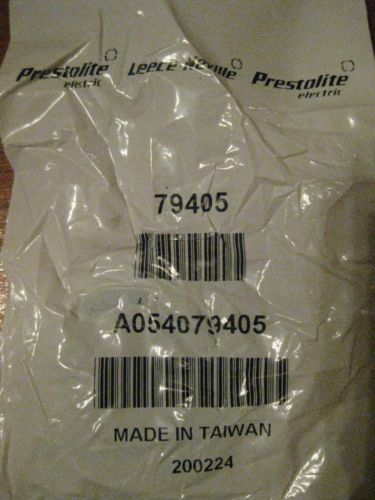 Prestolite Leece-Neville Prestolite
electric electric
79405
A054079405
MADE IN TAIWAN
200224